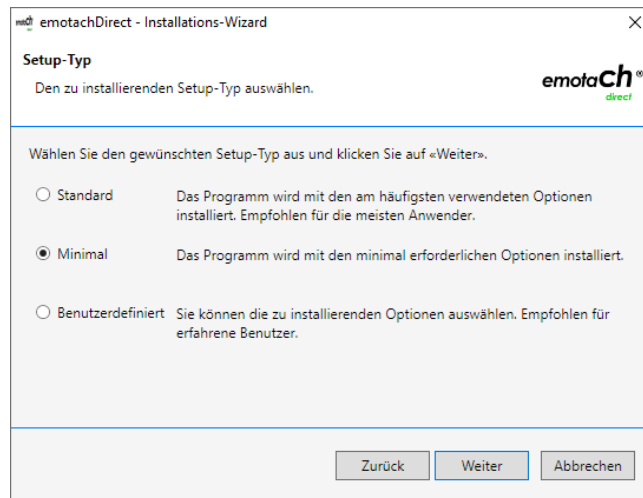 emotachDirect - Installations-Wizard
Setup-Typ
Den zu installierenden Setup-Typ auswählen.
emotaCh®
direct
Wählen Sie den gewünschten Setup-Typ aus und klicken Sie auf «Weiter».
Standard
Das Programm wird mit den am häufigsten verwendeten Optionen
installiert. Empfohlen für die meisten Anwender.
Minimal
Das Programm wird mit den minimal erforderlichen Optionen installiert.
Benutzerdefiniert
Sie können die zu installierenden Optionen auswählen. Empfohlen für
erfahrene Benutzer.
Zurück
Weiter
Abbrechen